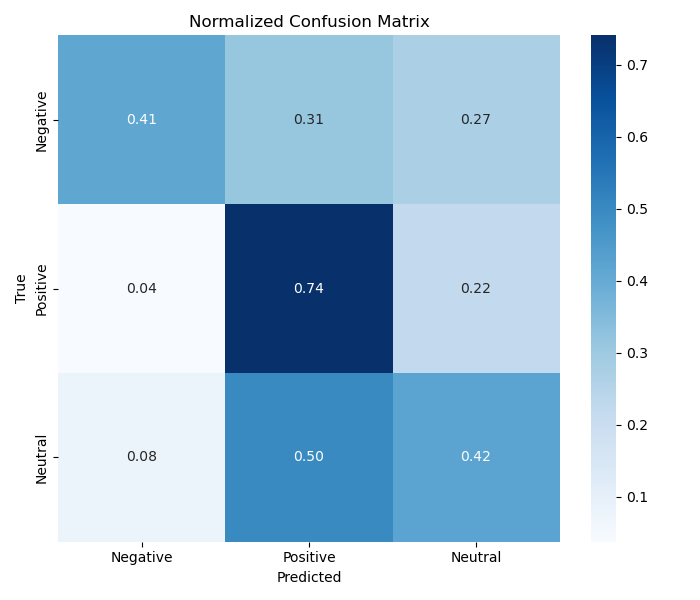 Normalized Confusion Matrix
Negative
0.41 0.31 0.27
True
Positive
0.04 0.74 0.22
Neutral
0.08 0.50 0.42
Negative Positive Neutral
Predicted
0.7
0.6
0.5
0.4
0.3
0.2
0.1